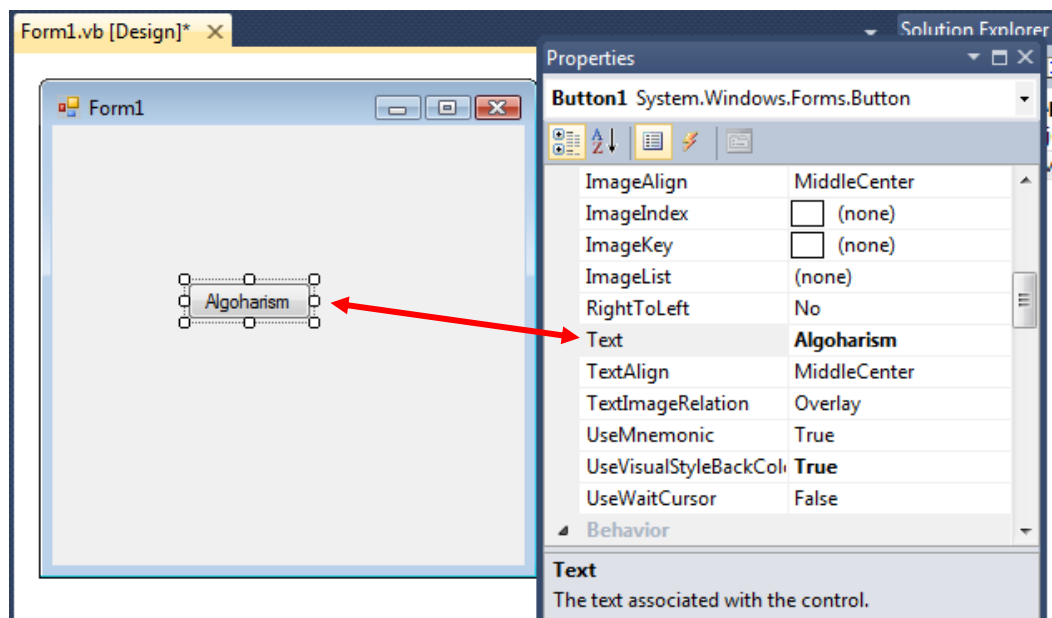 Form1.vb [Design]*
Solution Explorer
Form1
Algoharism
Properties
Button1 System.Windows.Forms.Button
ImageAlign MiddleCenter
ImageIndex (none)
ImageKey (none)
ImageList (none)
RightToLeft No
Text Algoharism
TextAlign MiddleCenter
TextImageRelation Overlay
UseMnemonic True
UseVisualStyleBackColo True
UseWaitCursor False
Behavior
Text
The text associated with the control.